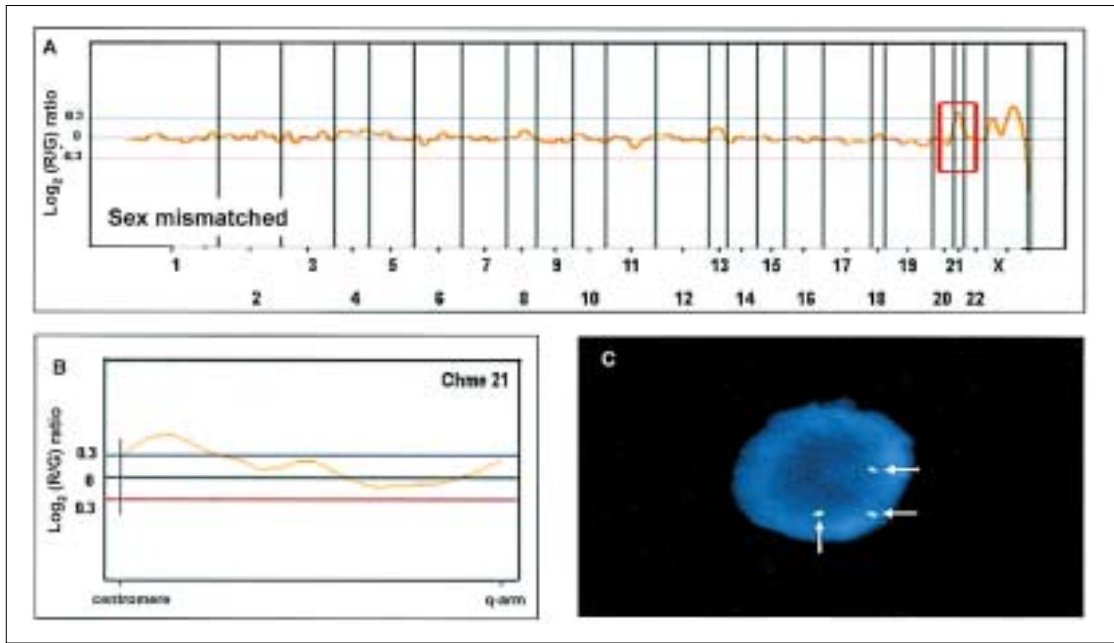 A
Log2 (R/G) ratio
0.3
0
0.3
Sex mismatched
1 3 5 7 9 11 13 15 17 19 21 X
2 4 6 8 10 12 14 16 18 20 22
B
Chme 21
Log2 (R/G) ratio
0.3
0
0.3
centromere
q-arm
C